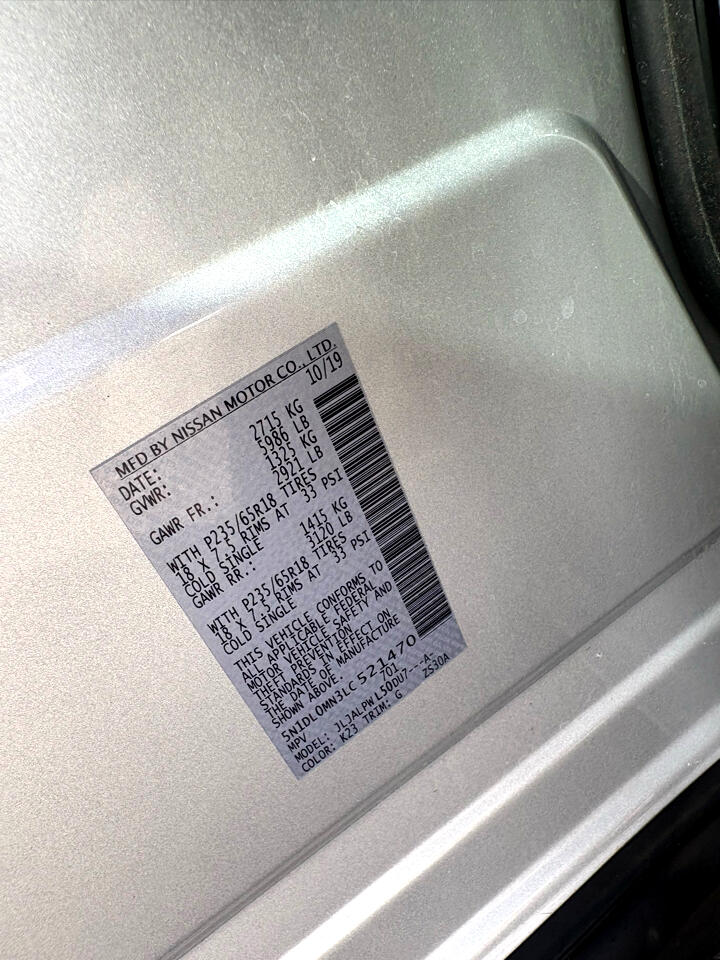 MFD BY NISSAN MOTOR CO., LTD.
DATE: 10/19
GVWR: 2715 KG
5986 LB
GAWR FR.: 1325 KG
2921 LB
WITH P235/65R18 TIRES
18 X 7.5 RIMS AT 33 PSI
COLD SINGLE
GAWR RR.: 1415 KG
3120 LB
WITH P235/65R18 TIRES
18 X 7.5 RIMS AT 33 PSI
COLD SINGLE
THIS VEHICLE CONFORMS TO
ALL APPLICABLE FEDERAL
MOTOR VEHICLE SAFETY AND
THEFT PREVENTION
STANDARDS IN EFFECT ON
THE DATE OF MANUFACTURE
SHOWN ABOVE.
5N1DL0MN3LC 521470
MPV 701
MODEL: JLJALPWL50DU7---A-
COLOR: K23 TRIM: G ZS30A